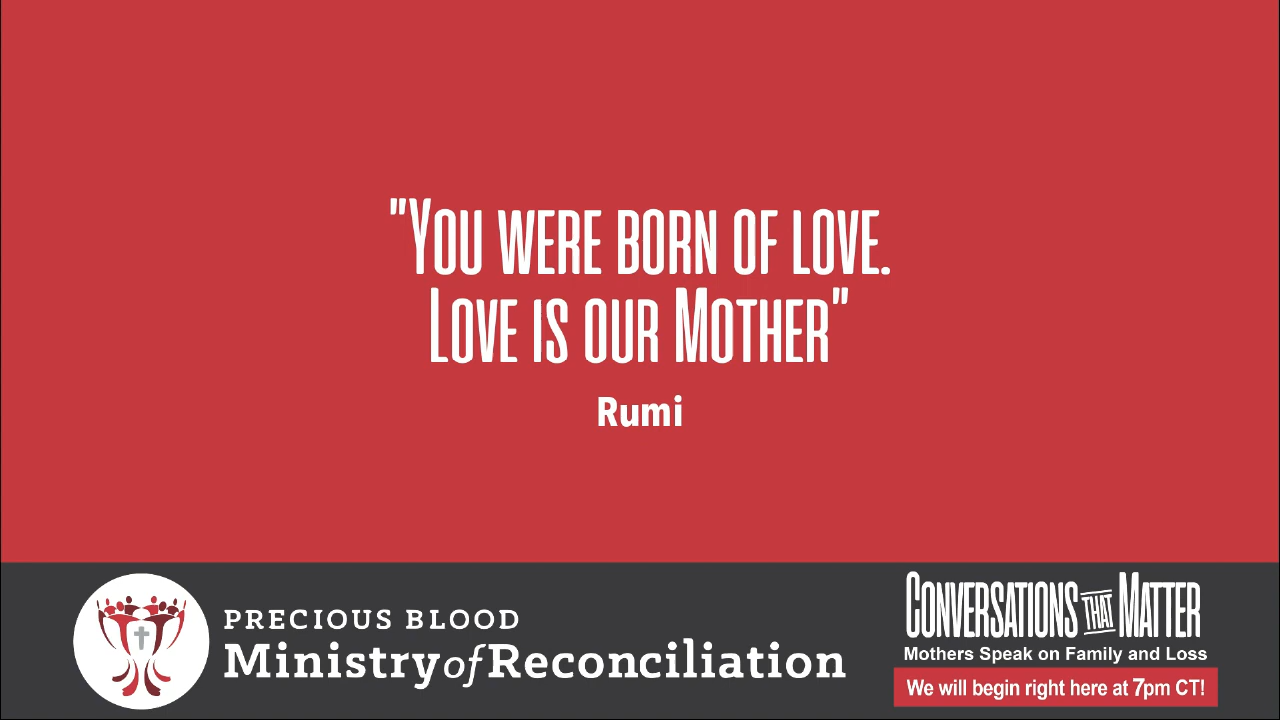 "You were born of love.
Love is our Mother"
Rumi
PRECIOUS BLOOD
Ministry of Reconciliation
CONVERSATIONS THAT MATTER
Mothers Speak on Family and Loss
We will begin right here at 7pm CT!